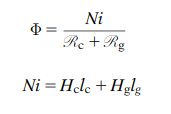 Φ = Ni / (ℛc + ℛg)
Ni = Hclc + Hglg